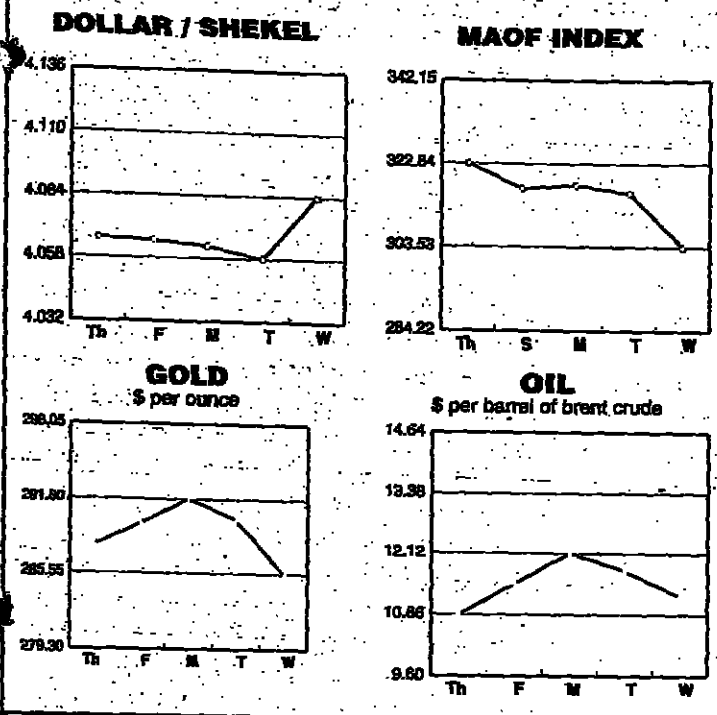 DOLLAR / SHEKEL
4.136
4.110
4.084
4.058
4.032
Th F M T W
MAOF INDEX
342.15
322.84
303.53
284.22
Th S M T W
GOLD
$ per ounce
298.05
291.80
285.55
279.30
Th F M T W
OIL
$ per barrel of brent crude
14.64
13.38
12.12
10.86
9.60
Th F M T W